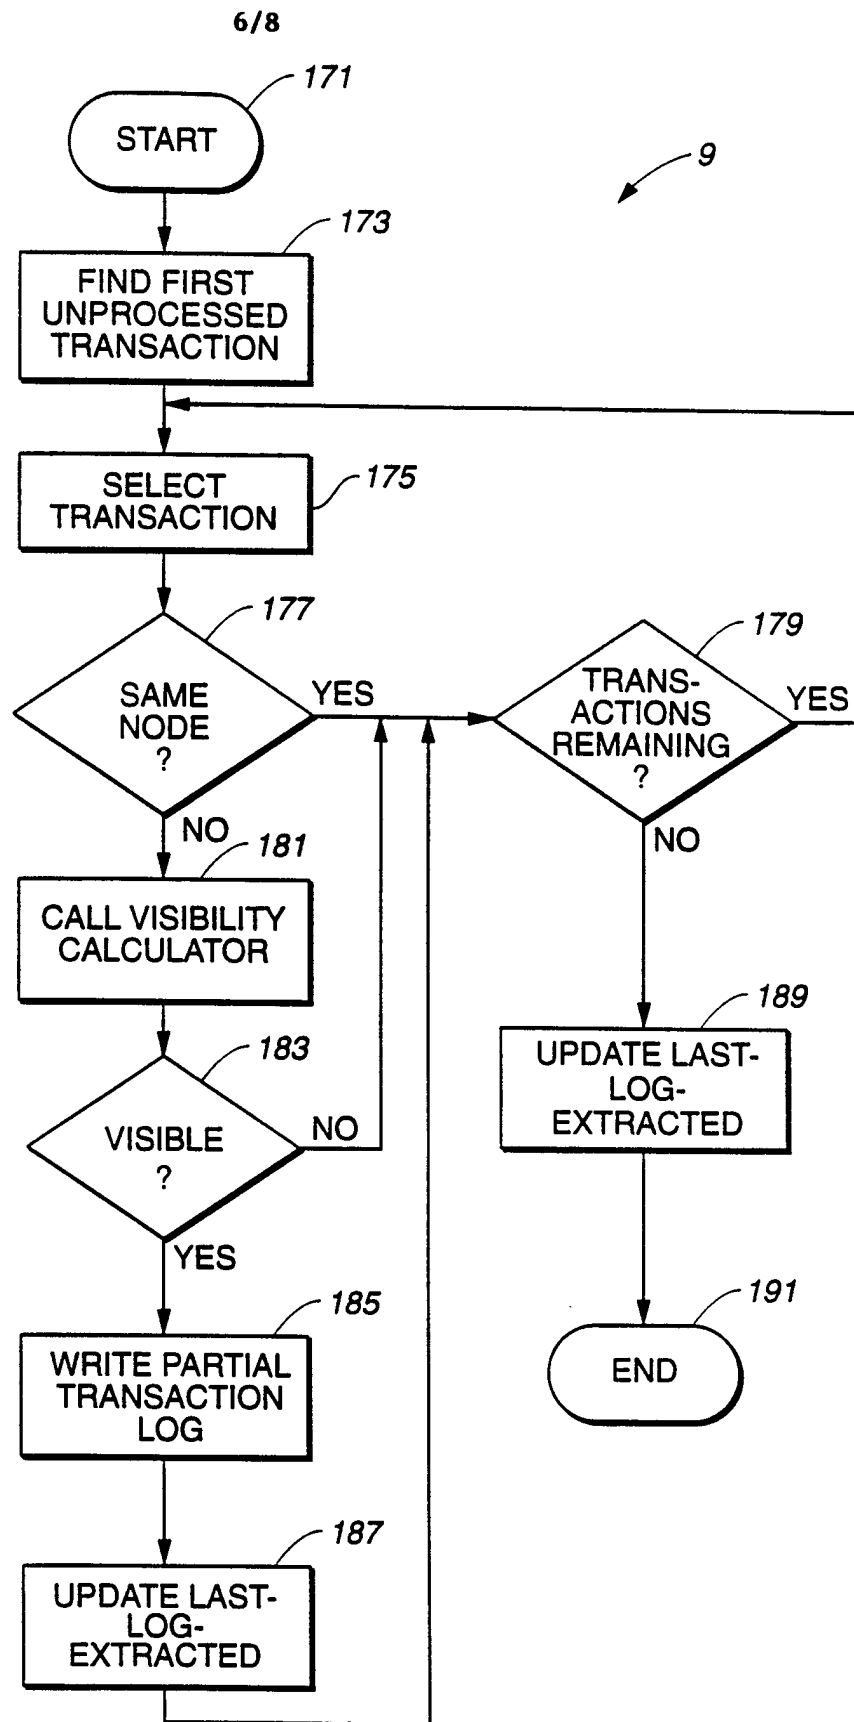 6/8
171
START
9
173
FIND FIRST
UNPROCESSED
TRANSACTION
175
SELECT
TRANSACTION
177
SAME
NODE
?
YES
NO
179
TRANS-
ACTIONS
REMAINING
?
YES
NO
181
CALL VISIBILITY
CALCULATOR
183
VISIBLE
?
NO
YES
185
WRITE PARTIAL
TRANSACTION
LOG
187
UPDATE LAST-
LOG-
EXTRACTED
189
UPDATE LAST-
LOG-
EXTRACTED
191
END